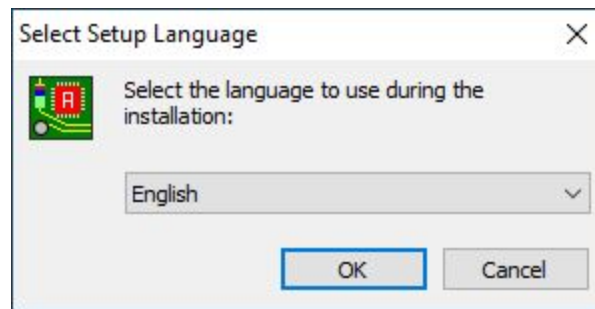 Select Setup Language
A
Select the language to use during the
installation:
English
OK
Cancel